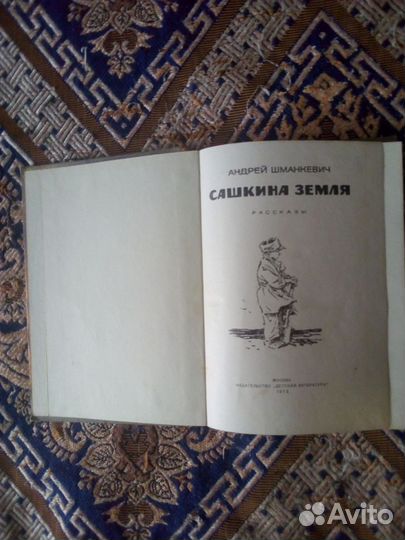 АНДРЕЙ ШМАНКЕВИЧ
САШКИНА ЗЕМЛЯ
РАССКАЗЫ
МОСКВА
ИЗДАТЕЛЬСТВО „ДЕТСКАЯ ЛИТЕРАТУРА"
Avito